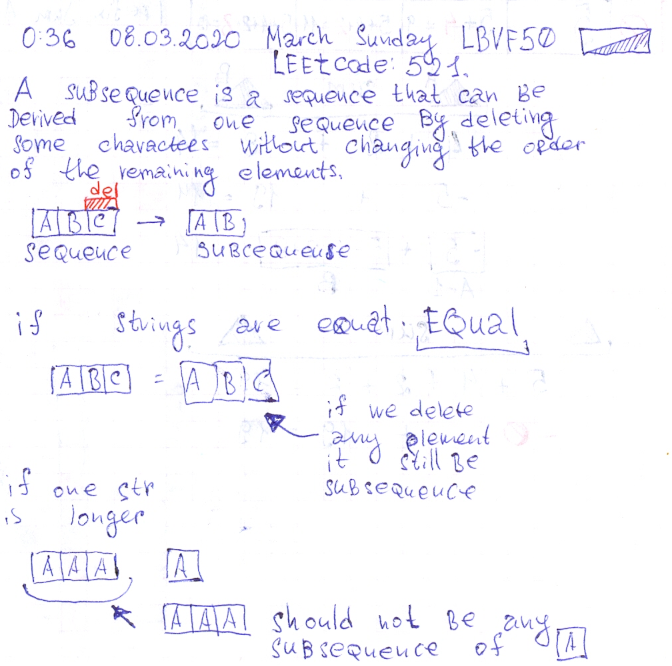 0:36 08.03.2020 March Sunday LBVF50
LEEtcode: 521.
A subsequence is a sequence that can be
Derived from one sequence By deleting
some charactees without changing the order
of the remaining elements.
del
A B C → A B
sequence subcequeuse
if strings are equat. EQual
A B C = A B C
if we delete
any element
it still Be
subsequence
if one str
is longer
A A A A
A A A should not Be any
subsequence of A